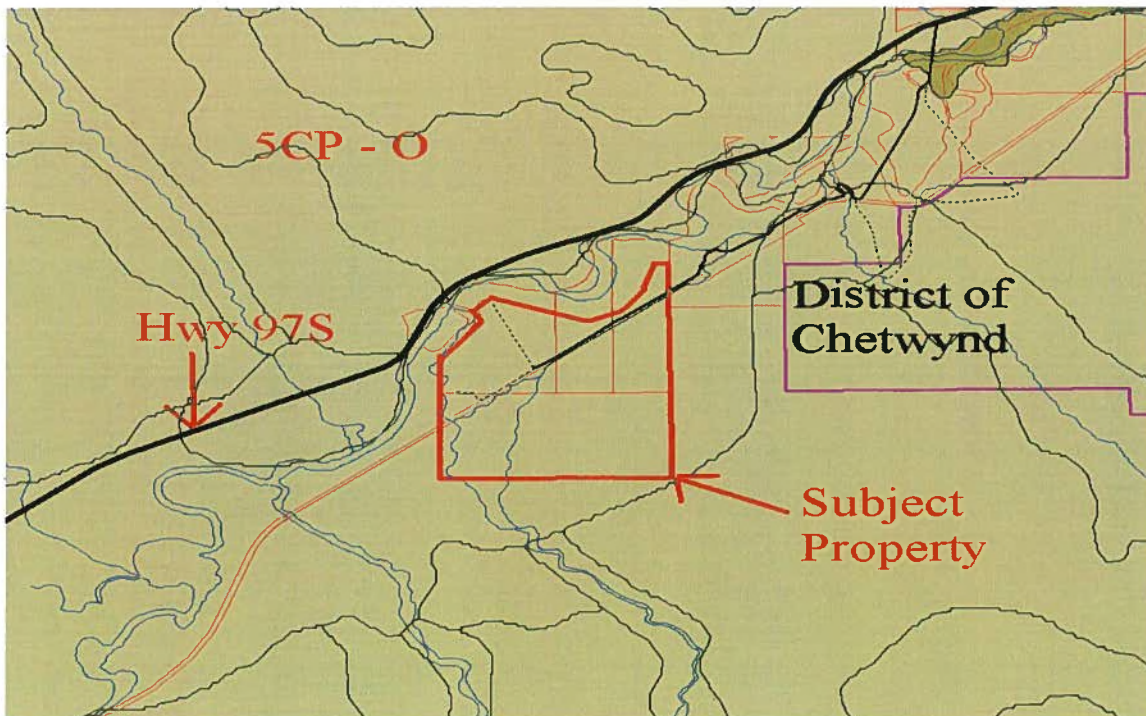 5CP - O
Hwy 97S
District of
Chetwynd
Subject
Property